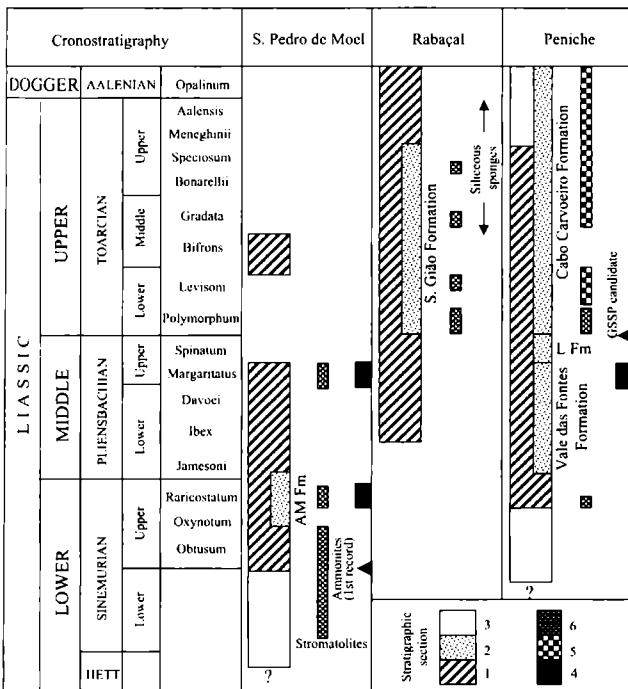 Cronostratigraphy
S. Pedro de Moel
Rabaçal
Peniche
DOGGER
AALENIAN
Opalinum
LIASSIC
UPPER
TOARCIAN
Upper
Aalensis
Meneghinii
Speciosum
Bonarellii
Middle
Gradata
Bifrons
Lower
Levisoni
Polymorphum
MIDDLE
PLIENSBACHIAN
Upper
Spinatum
Margaritatus
Lower
Davoei
Ibex
Jamesoni
LOWER
SINEMURIAN
Upper
Raricostatum
Oxynotum
Obtusum
Lower
HETT
AM Fm
Ammonites
(1st record)
Stromatolites
?
S. Gião Formation
Siliceous
sponges
Cabo Carvoeiro Formation
GSSP candidate
L Fm
Vale das Fontes
Formation
?
Stratigraphic
section
3
2
1
6
5
4